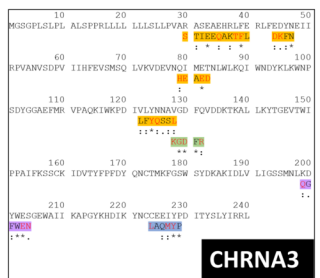 10 20 30 40 50
MGSGPLSLPL ALSPPRLLLL LLLSLLPVAR ASEAEHRLFE RLFEDYNEII
S TIEEQAKTFL DKFN
: * : * : * : : . : *
60 70 80 90 100
RPVANVSDPV IIHFEVSMSQ LVKVDEVNQI METNLWLKQI WNDYKLKWNP
HE AED
: *
110 120 130 140 150
SDYGGAEFMR VPAQKIWKPD IVLYNNAVGD FQVDDKTKAL LKYTGEVTWI
LFYQSSL
: : * : . : :
KGD FR
* * * :
160 170 180 190 200
PPAIFKSSCK IDVTYFPFDY QNCTMKFGSW SYDKAKIDLV LIGSSMNLKD
QG
: .
210 220 230 240
YWESGEWAII KAPGYKHDIK YNCCEEIYPD ITYSLYIRRL
FWEN LAQMYP
: * * . : : * *
CHRNA3